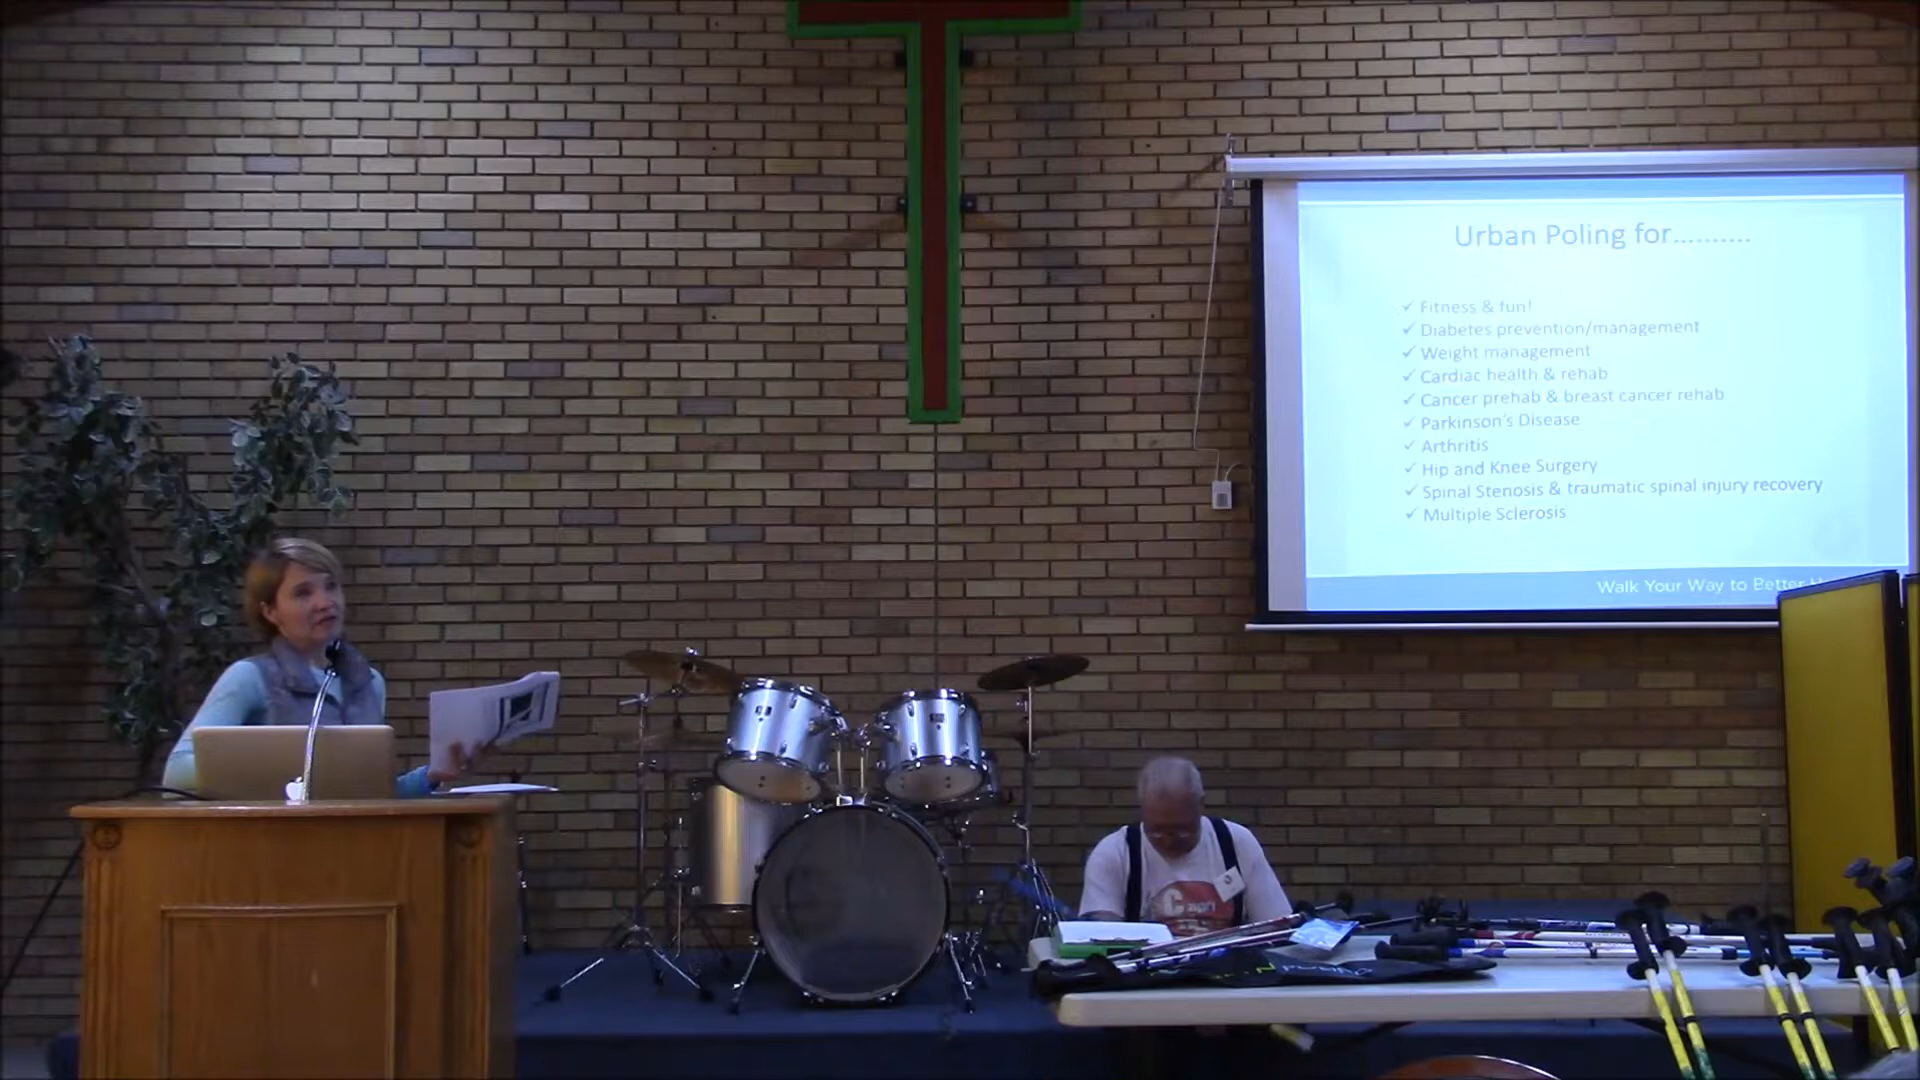 Urban Poling for..........
✓ Fitness & fun!
✓ Diabetes prevention/management
✓ Weight management
✓ Cardiac health & rehab
✓ Cancer prehab & breast cancer rehab
✓ Parkinson's Disease
✓ Arthritis
✓ Hip and Knee Surgery
✓ Spinal Stenosis & traumatic spinal injury recovery
✓ Multiple Sclerosis
Walk Your Way to Better